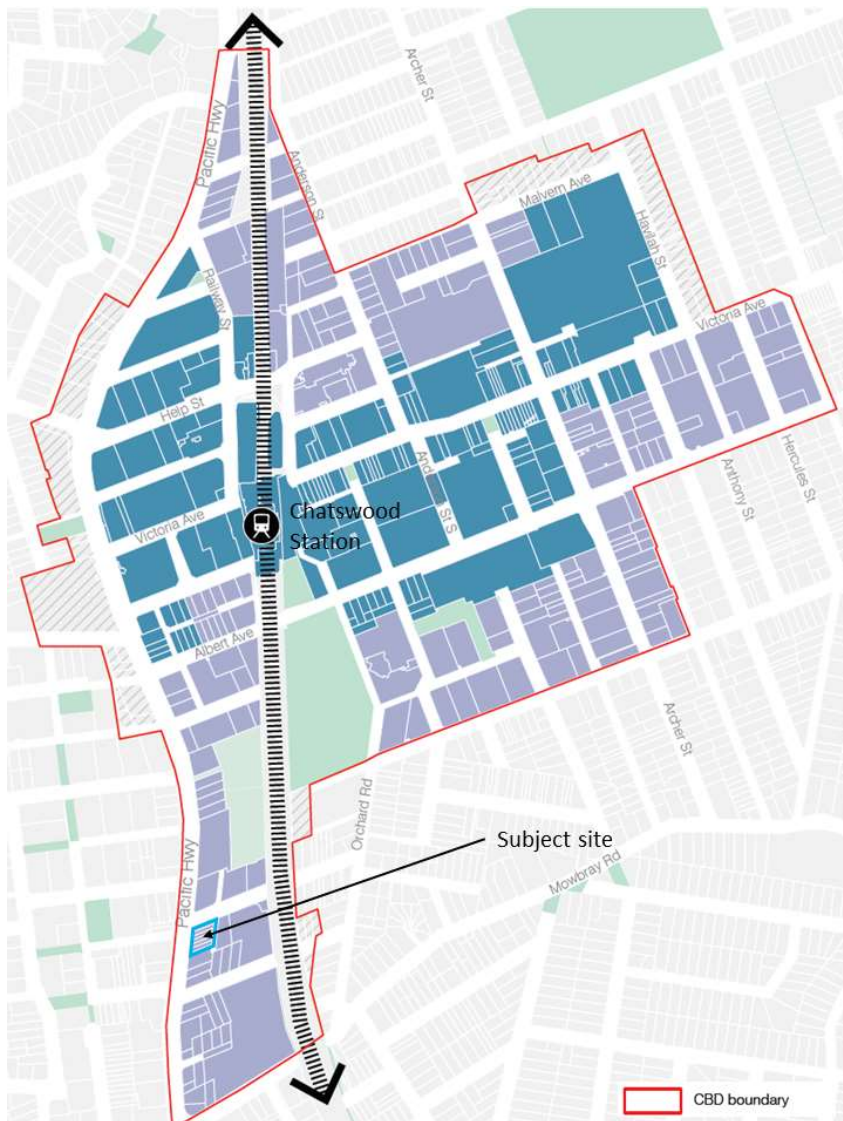 Archer St
Pacific Hwy
Anderson St
Malvern Ave
Havilah St
Railway St
Victoria Ave
Help St
Anderson St S
Anthony St
Hercules St
Chatswood
Station
Victoria Ave
Albert Ave
Archer St
Orchard Rd
Subject site
Mowbray Rd
Pacific Hwy
CBD boundary